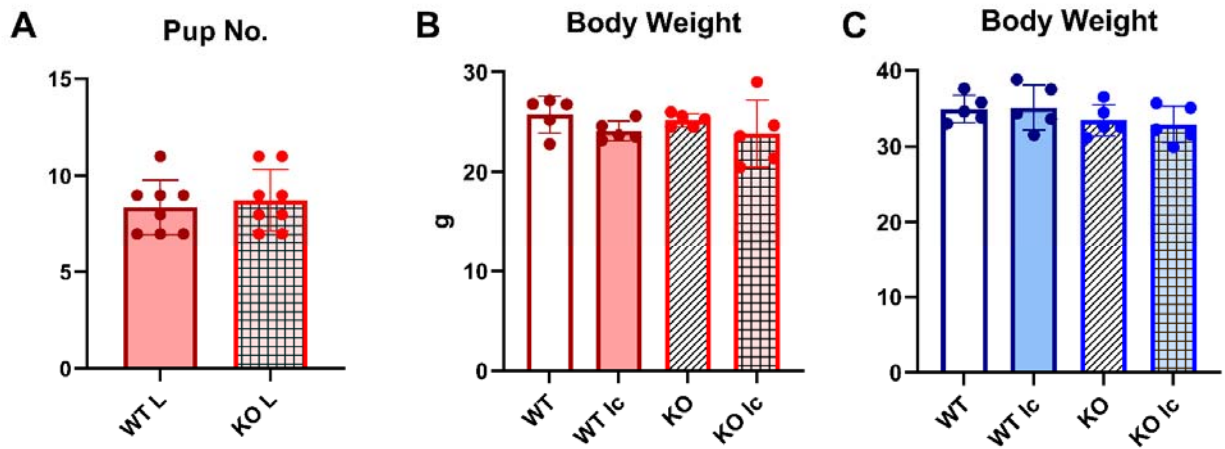 A
Pup No.
15
10
5
0
WT L
KO L
B
Body Weight
g
30
20
10
0
WT
WT lc
KO
KO lc
C
Body Weight
40
30
20
10
0
WT
WT lc
KO
KO lc